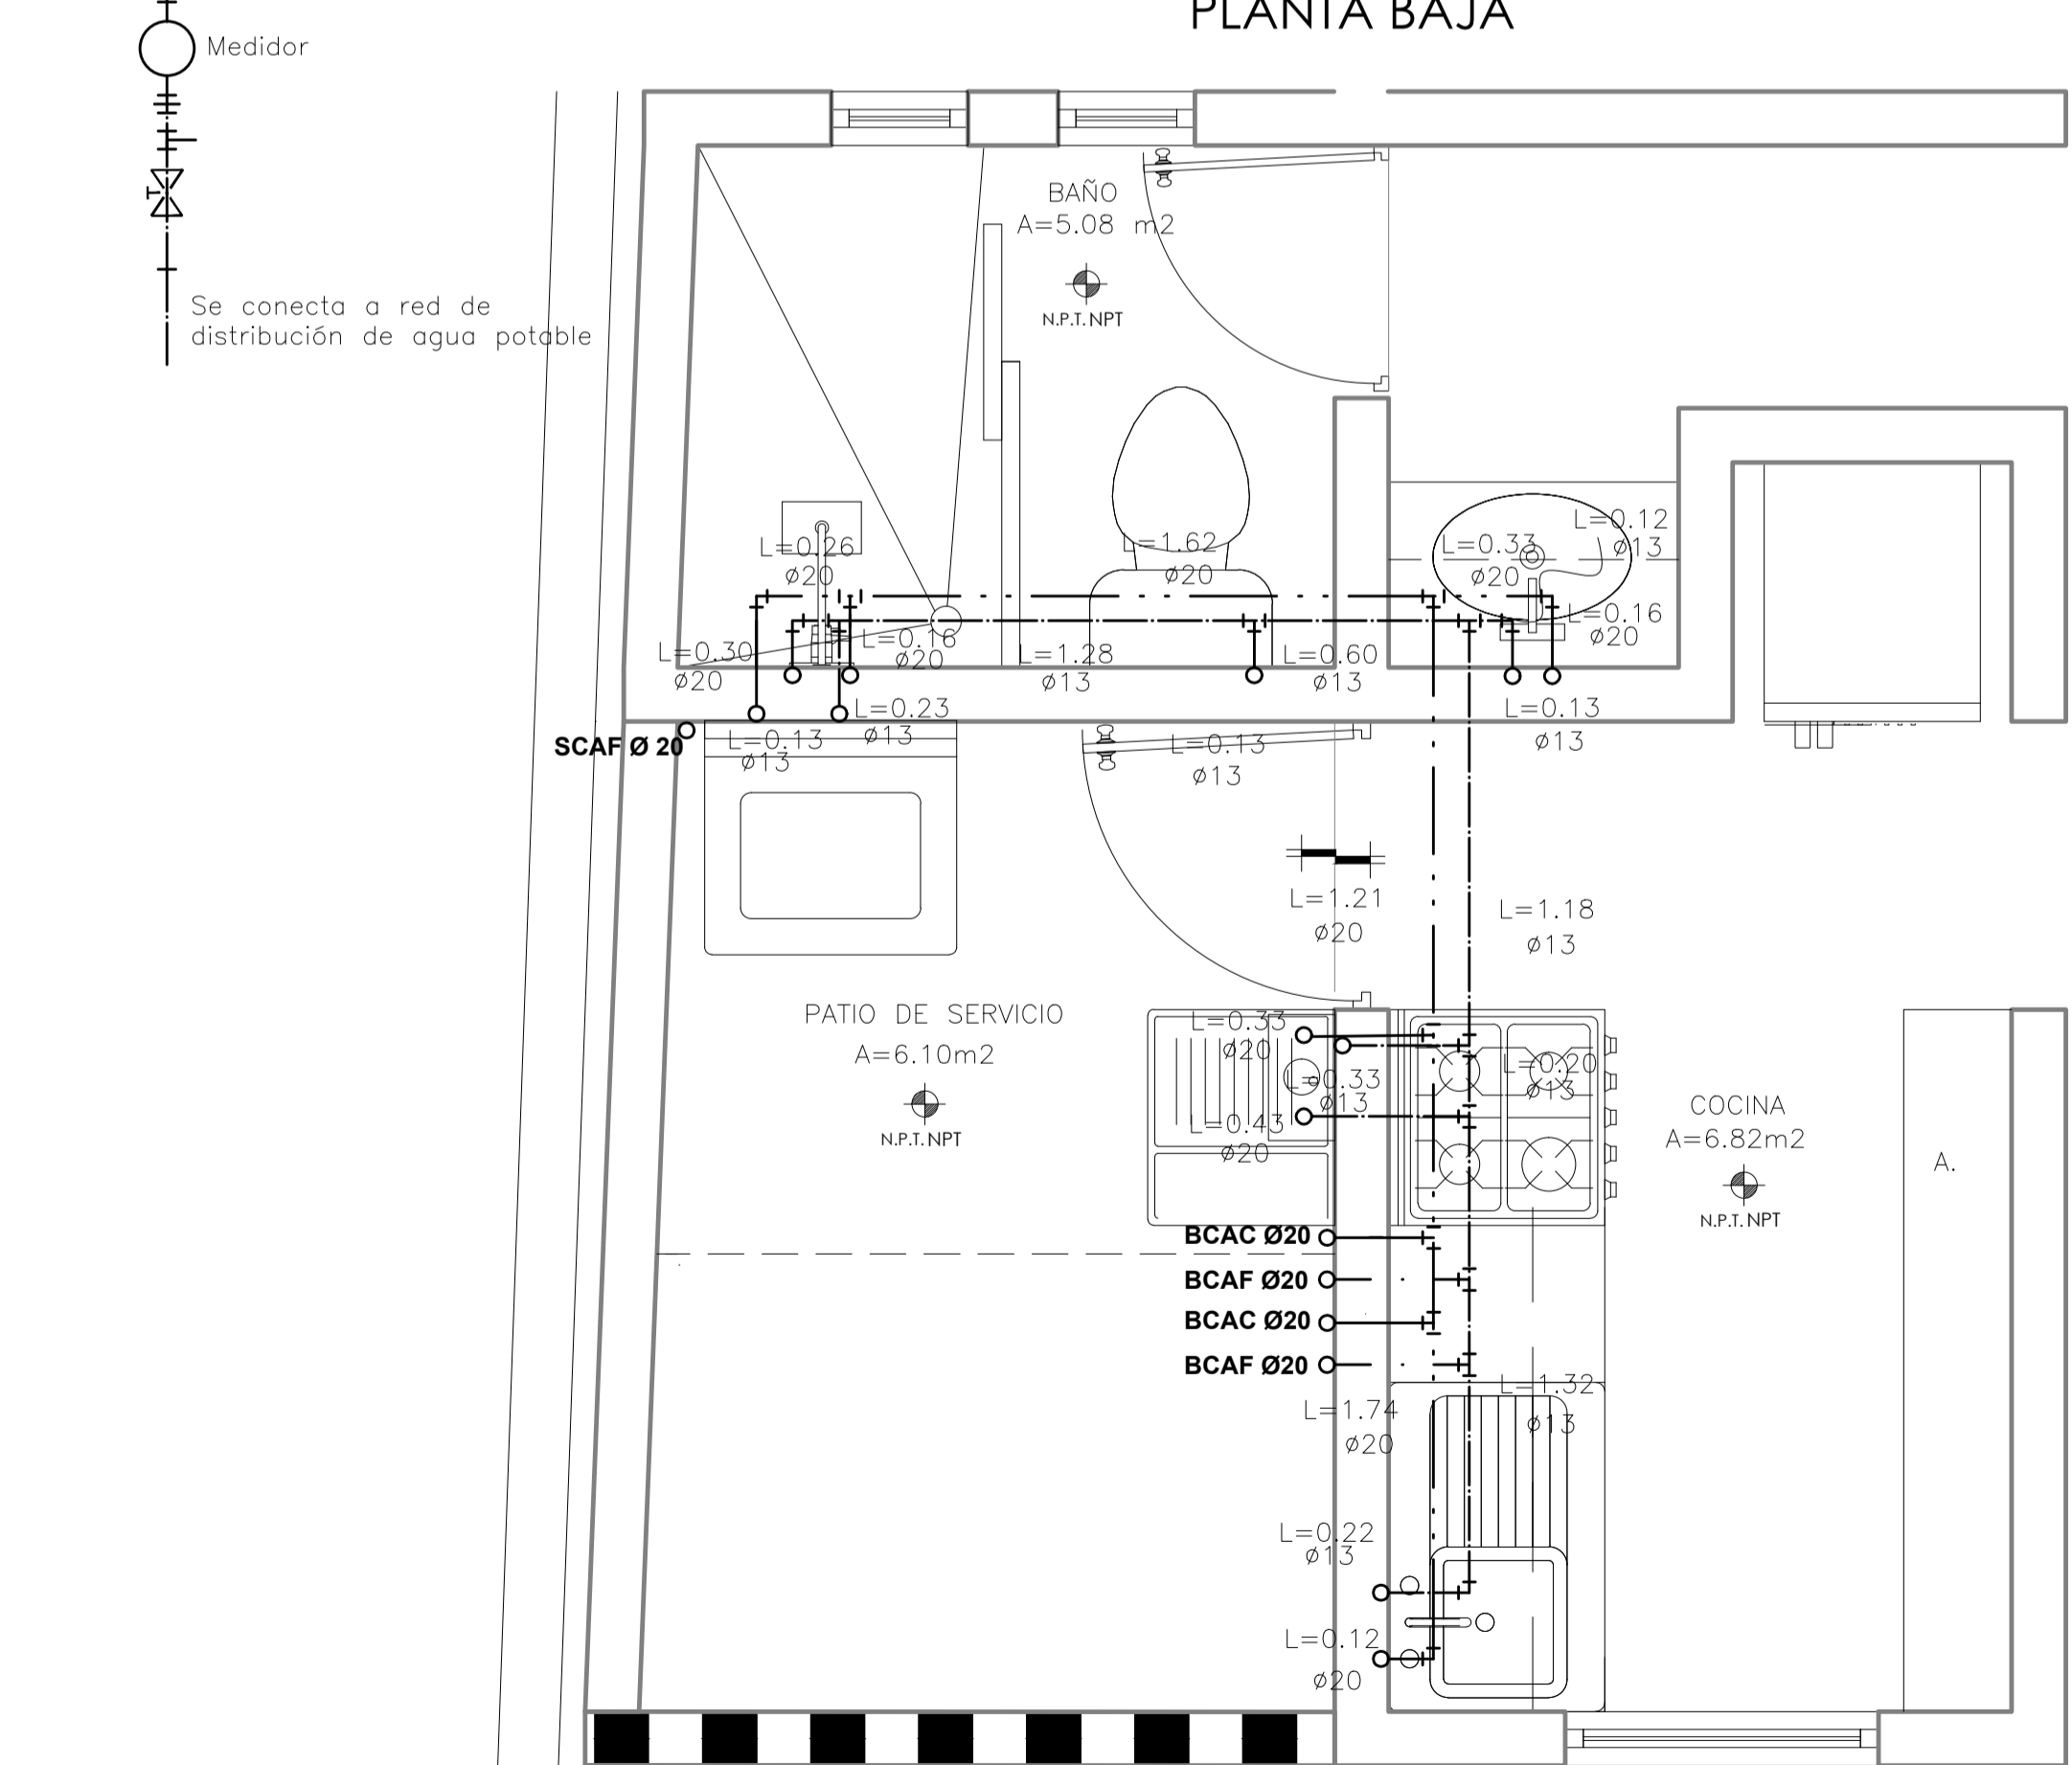 PLANTA BAJA
Medidor
BAÑO
A=5.08 m2
N.P.T. NPT
Se conecta a red de
distribución de agua potable
L=0.26
ø20
L=1.62
ø20
L=0.33
ø20
L=0.12
ø13
L=0.30
ø20
L=0.16
ø20
L=1.28
ø13
L=0.60
ø13
L=0.16
ø20
L=0.23
ø13
L=0.13
ø13
SCAF Ø 20
L=0.13
ø13
L=0.13
ø13
L=1.21
ø20
L=1.18
ø13
PATIO DE SERVICIO
A=6.10m2
N.P.T. NPT
L=0.33
ø20
L=0.33
ø13
L=0.20
ø13
L=0.43
ø20
COCINA
A=6.82m2
N.P.T. NPT
A.
BCAC Ø20
BCAF Ø20
BCAC Ø20
BCAF Ø20
L=1.74
ø20
L=1.32
ø13
L=0.22
ø13
L=0.12
ø20